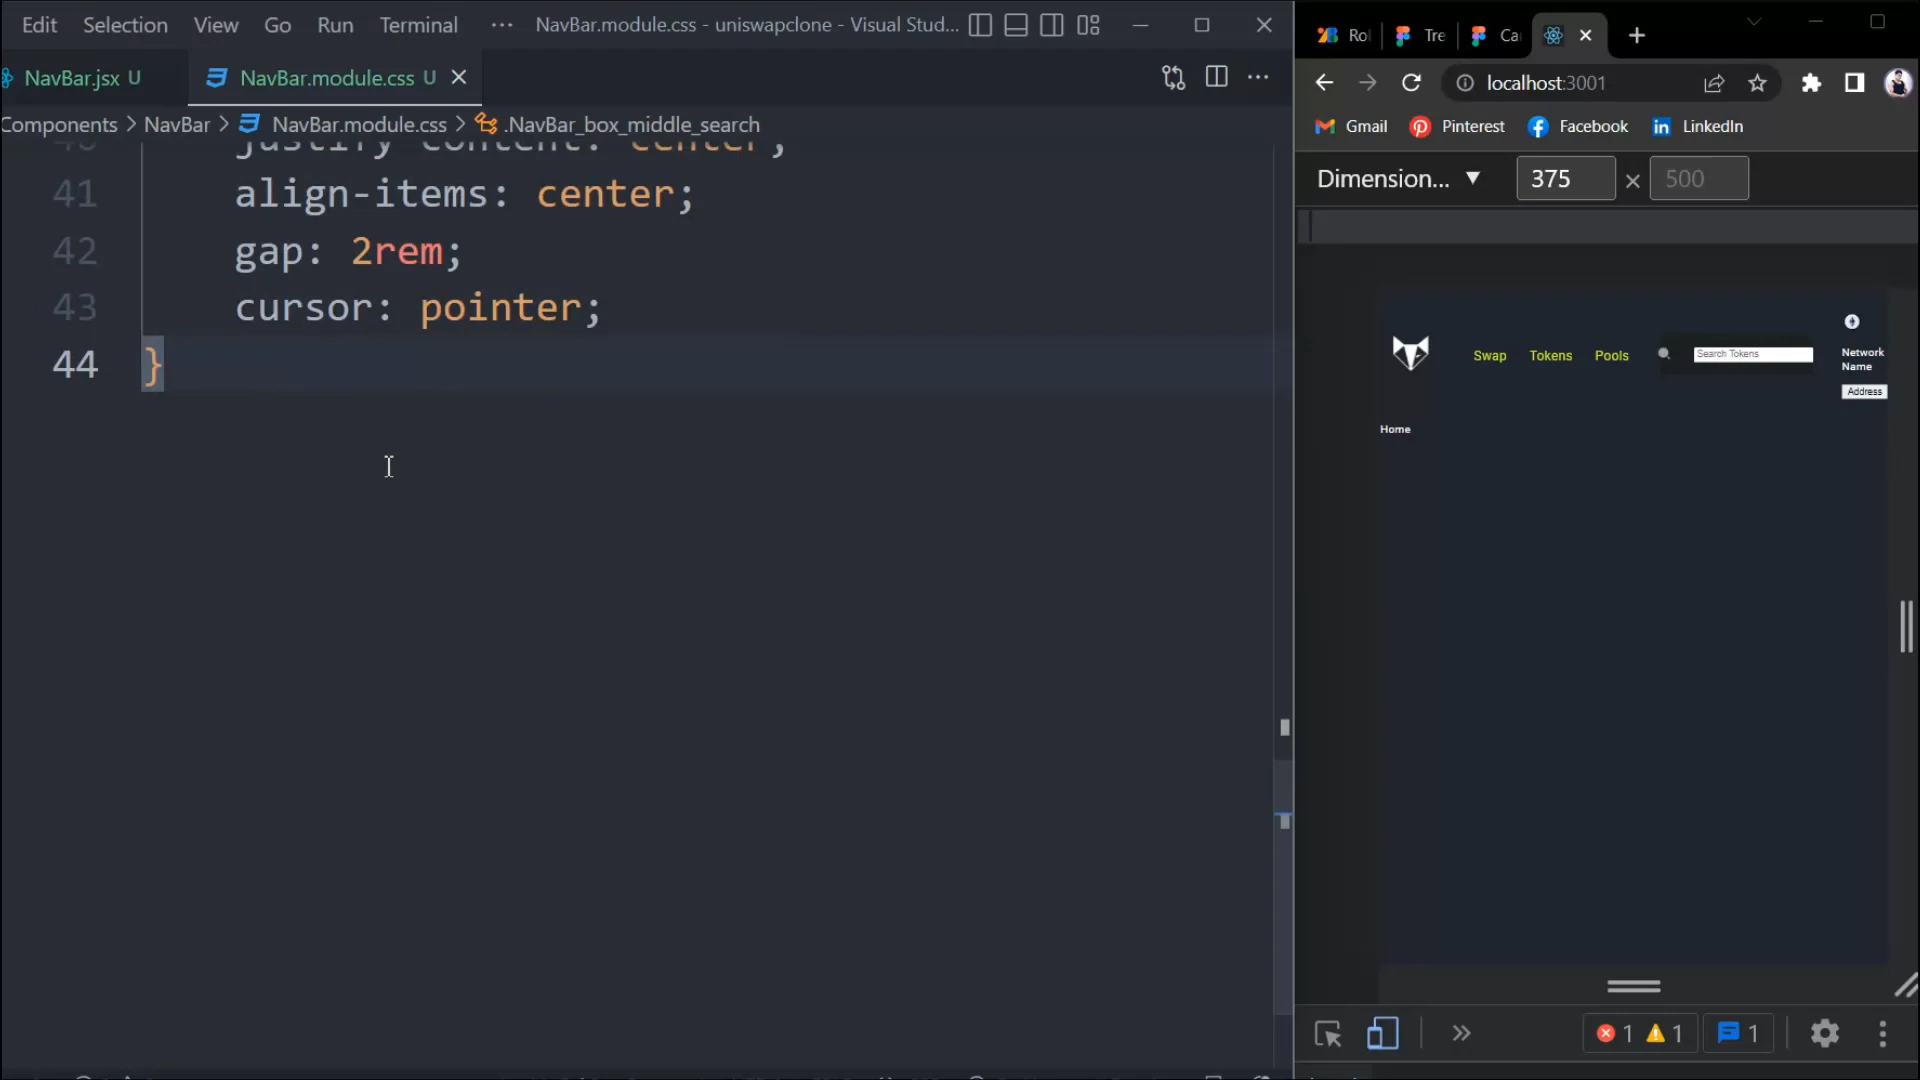 Edit Selection View Go Run Terminal ··· NavBar.module.css - uniswapclone - Visual Stud...
NavBar.jsx U
NavBar.module.css U
Components > NavBar > NavBar.module.css > .NavBar_box_middle_search
justify-content: center;
41 align-items: center;
42 gap: 2rem;
43 cursor: pointer;
44 }
Rol
Tre
Ca
localhost:3001
Gmail Pinterest Facebook LinkedIn
Dimension... ▼ 375 × 500
Swap Tokens Pools
Search Tokens
Network
Name
Address
Home
1 1 1